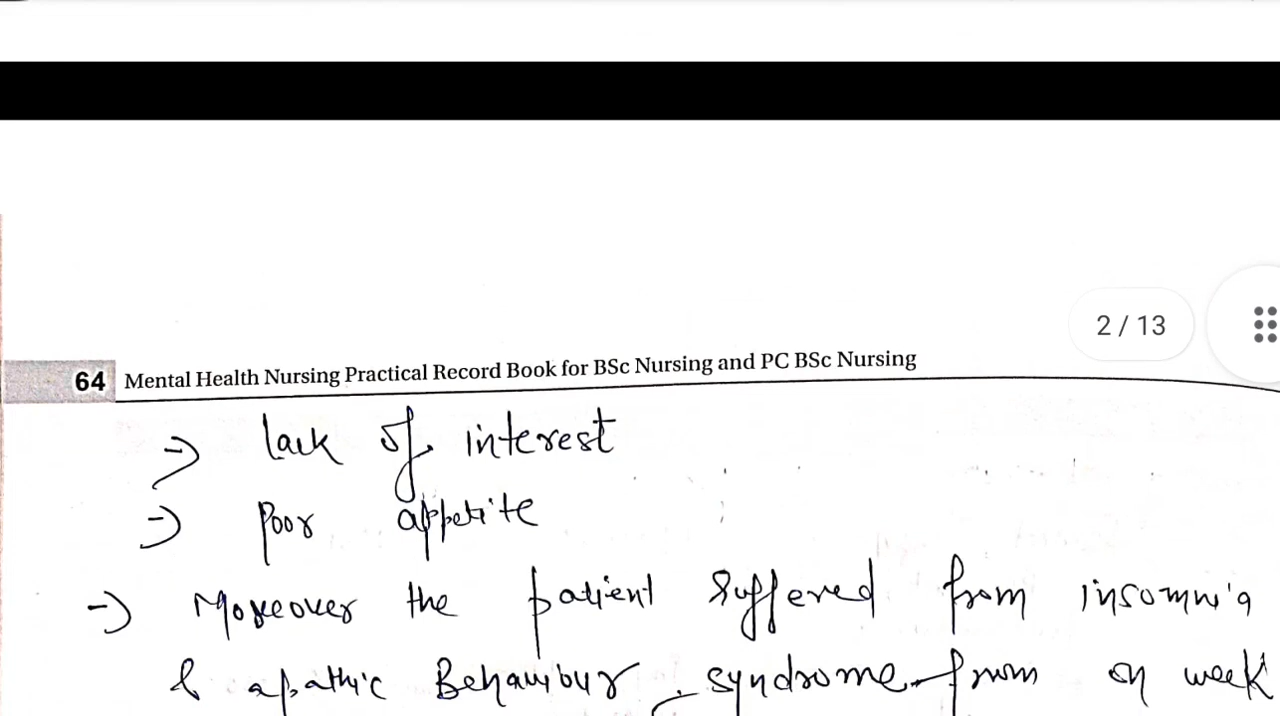 2 / 13
64 Mental Health Nursing Practical Record Book for BSc Nursing and PC BSc Nursing
=> lack of interest
=> Poor appetite
-> Moreover the patient suffered from insomnia
& apathic Behaviour, syndrome from on week